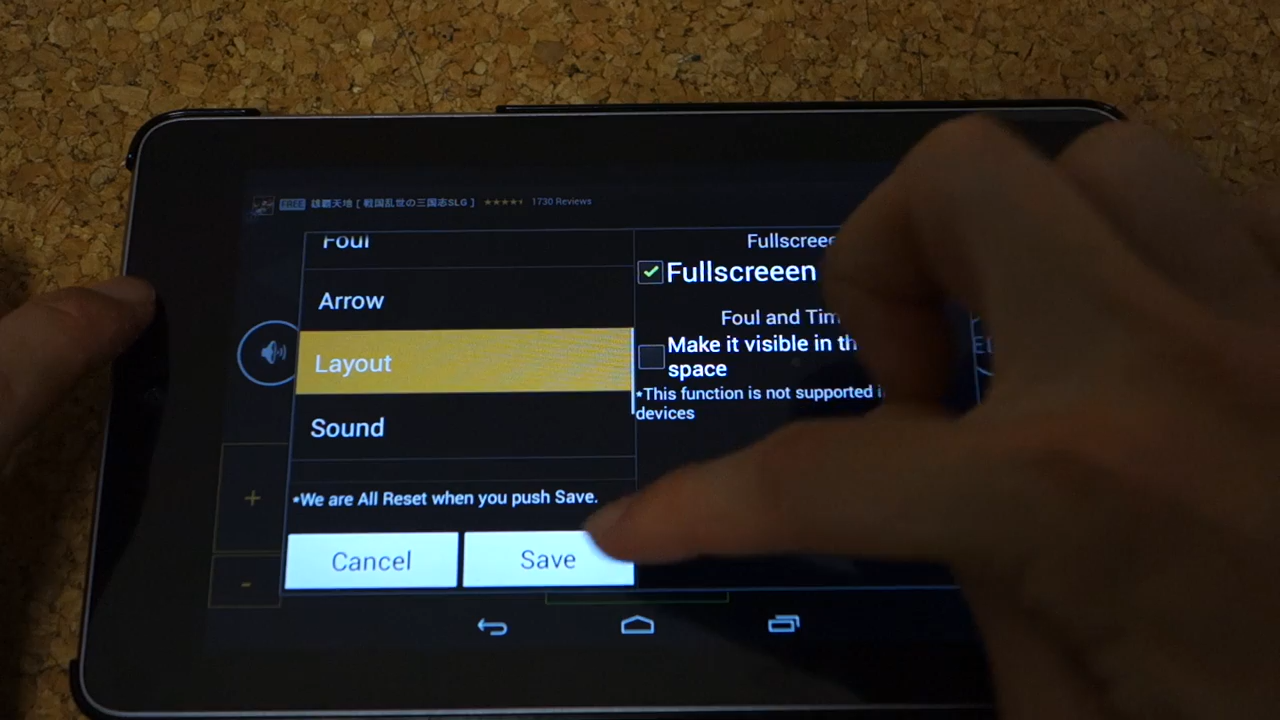 FREE 雄覇天地 [ 戦国乱世の三国志SLG ] 1730 Reviews
Foul
Arrow
Layout
Sound
*We are All Reset when you push Save.
Cancel
Save
Fullscree
Fullscreeen
Foul and Tim
Make it visible in th
space
*This function is not supported i
devices
+
-